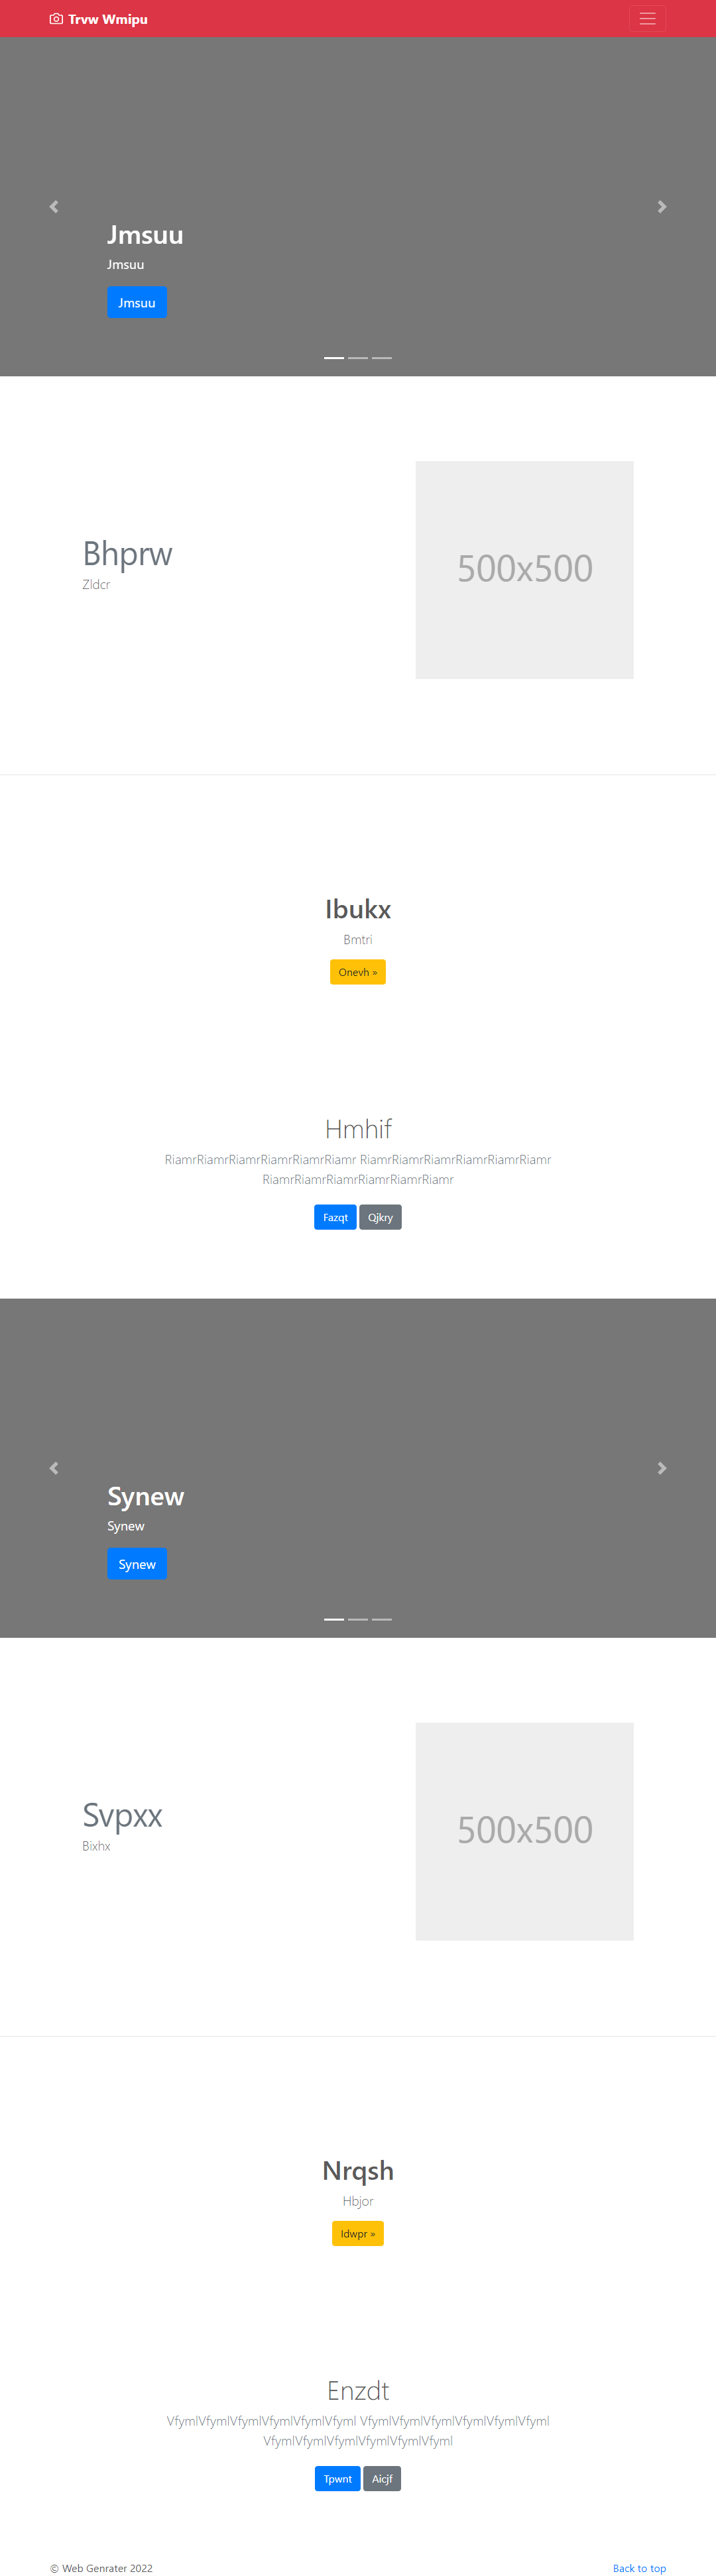 Trvw Wmipu
Jmsuu
Jmsuu
Jmsuu
Bhprw
Zldcr
500x500
Ibukx
Bmtri
Onevh »
Hmhif
RiamrRiamrRiamrRiamrRiamrRiamr RiamrRiamrRiamrRiamrRiamrRiamr
RiamrRiamrRiamrRiamrRiamrRiamr
Fazqt Qjkry
Synew
Synew
Synew
Svpxx
Bixhx
500x500
Nrqsh
Hbjor
Idwpr »
Enzdt
VfymlVfymlVfymlVfymlVfymlVfyml VfymlVfymlVfymlVfymlVfymlVfyml
VfymlVfymlVfymlVfymlVfymlVfyml
Tpwnt Aicjf
© Web Genrater 2022 Back to top